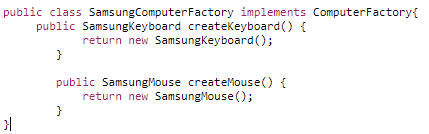 public class SamsungComputerFactory implements ComputerFactory{
    public SamsungKeyboard createKeyboard() {
            return new SamsungKeyboard();
        }

        public SamsungMouse createMouse() {
            return new SamsungMouse();
        }
}